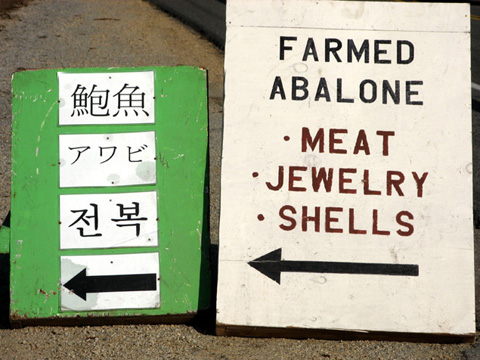 鮑魚
アワビ
전복
FARMED
ABALONE
· MEAT
· JEWELRY
· SHELLS